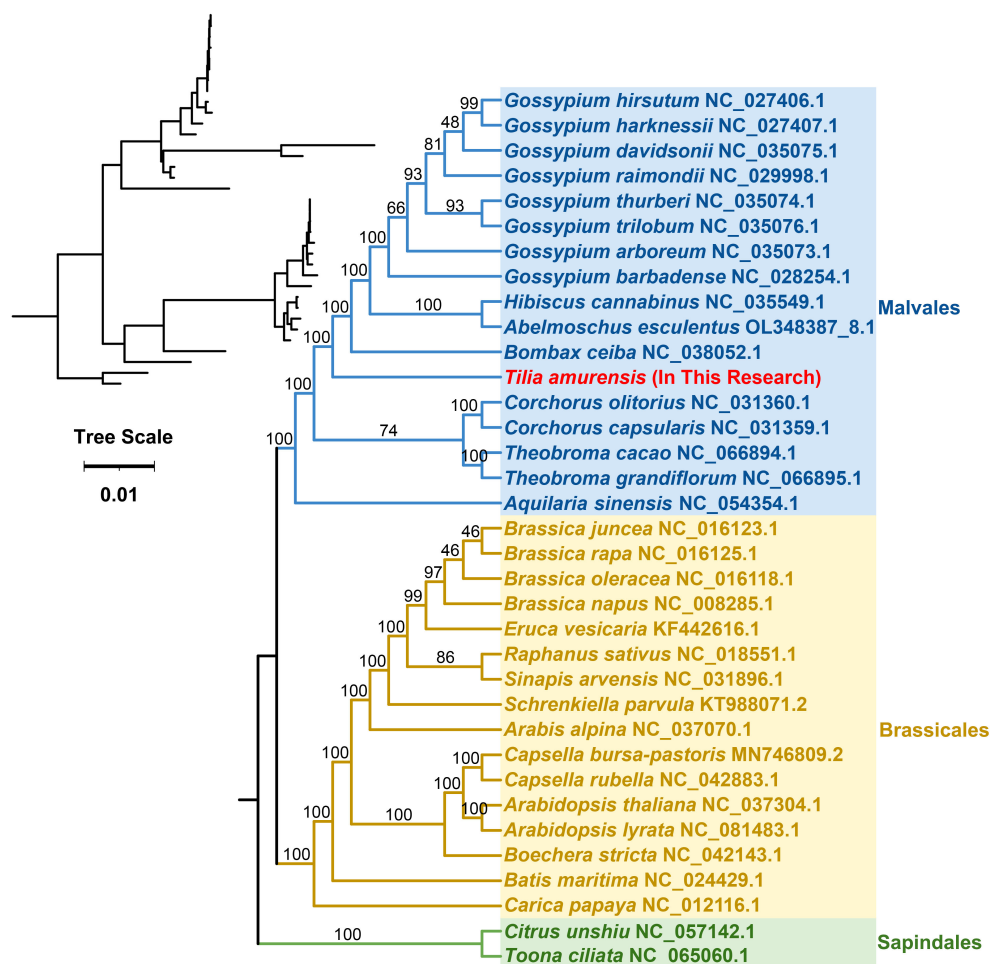 99
Gossypium hirsutum NC_027406.1
48
Gossypium harknessii NC_027407.1
81
Gossypium davidsonii NC_035075.1
93
Gossypium raimondii NC_029998.1
66
93
Gossypium thurberi NC_035074.1
Gossypium trilobum NC_035076.1
100
Gossypium arboreum NC_035073.1
100
Gossypium barbadense NC_028254.1
100
100
Hibiscus cannabinus NC_035549.1
Malvales
100
Abelmoschus esculentus OL348387_8.1
Bombax ceiba NC_038052.1
100
Tilia amurensis (In This Research)
100
Corchorus olitorius NC_031360.1
74
Corchorus capsularis NC_031359.1
Tree Scale
100
100
Theobroma cacao NC_066894.1
Theobroma grandiflorum NC_066895.1
0.01
Aquilaria sinensis NC_054354.1
46
Brassica juncea NC_016123.1
46
Brassica rapa NC_016125.1
97
Brassica oleracea NC_016118.1
99
Brassica napus NC_008285.1
100
Eruca vesicaria KF442616.1
100
86
Raphanus sativus NC_018551.1
Sinapis arvensis NC_031896.1
100
Schrenkiella parvula KT988071.2
Arabis alpina NC_037070.1
Brassicales
100
100
Capsella bursa-pastoris MN746809.2
100
Capsella rubella NC_042883.1
100
100
100
Arabidopsis thaliana NC_037304.1
Arabidopsis lyrata NC_081483.1
100
Boechera stricta NC_042143.1
Batis maritima NC_024429.1
Carica papaya NC_012116.1
100
Citrus unshiu NC_057142.1
Sapindales
Toona ciliata NC_065060.1